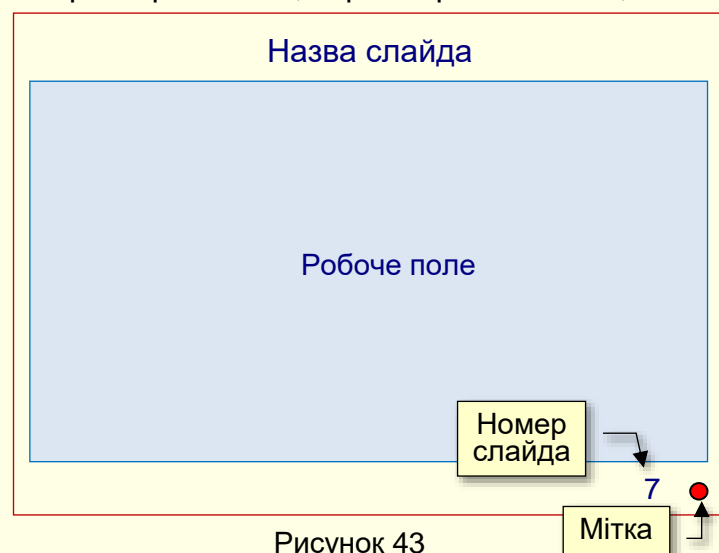 Назва слайда
Робоче поле
Номер
слайда
7
Мітка
Рисунок 43